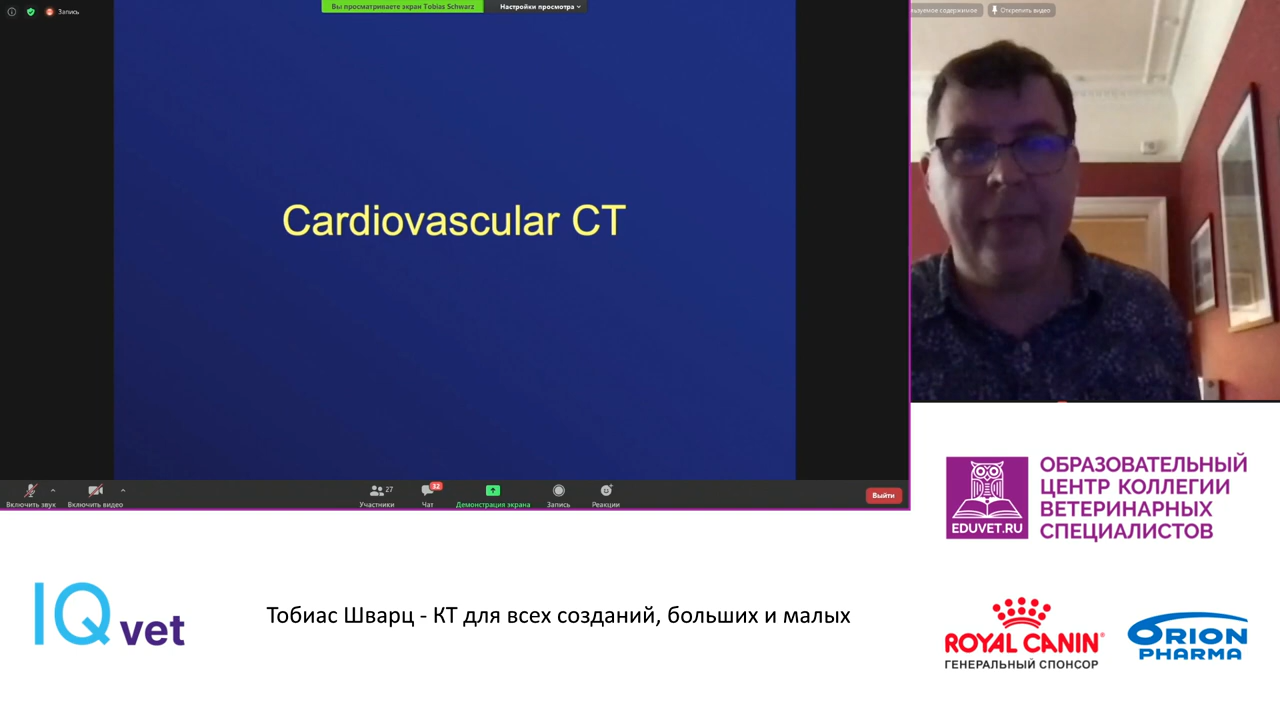 Запись
Вы просматриваете экран Tobias Schwarz
Настройки просмотра
содержимое
Открепить видео
Cardiovascular CT
Включить звук
Включить видео
27
Участники
32
Чат
Демонстрация экрана
Запись
Реакции
Выйти
EDUVET.RU
ОБРАЗОВАТЕЛЬНЫЙ
ЦЕНТР КОЛЛЕГИИ
ВЕТЕРИНАРНЫХ
СПЕЦИАЛИСТОВ
IQ vet
Тобиас Шварц - КТ для всех созданий, больших и малых
ROYAL CANIN®
ГЕНЕРАЛЬНЫЙ СПОНСОР
ORION
PHARMA